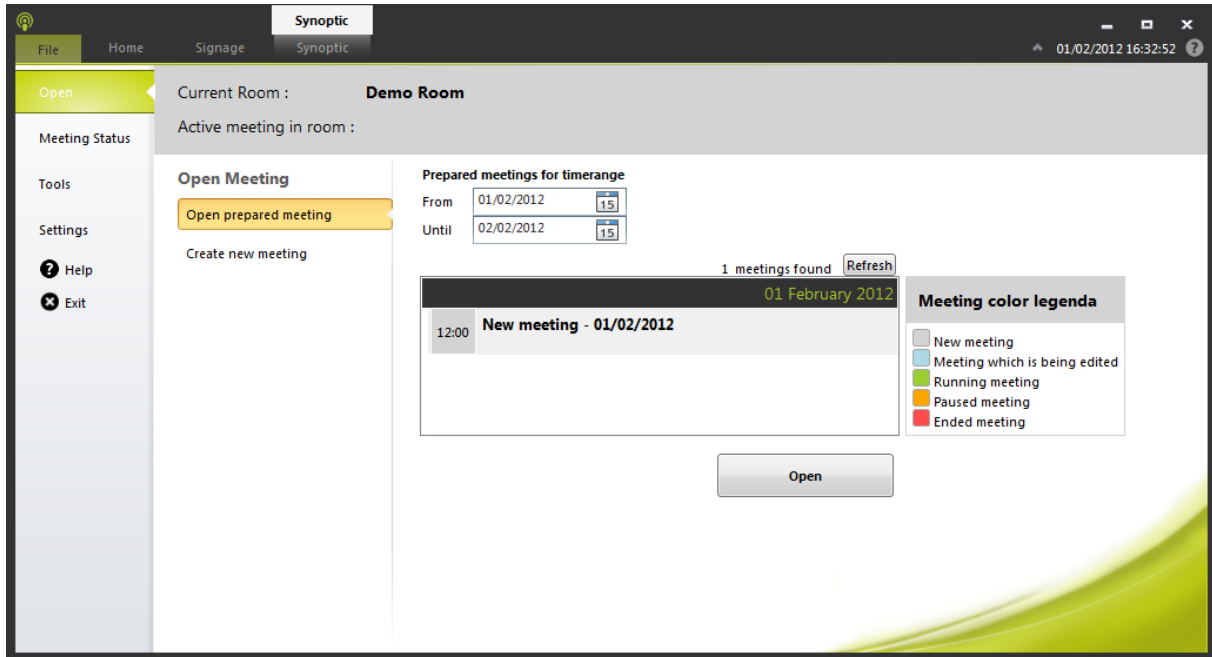 Synoptic
File Home Signage Synoptic
01/02/2012 16:32:52 ?
Open
Meeting Status
Tools
Settings
? Help
Exit
Current Room : Demo Room
Active meeting in room :
Open Meeting
Open prepared meeting
Create new meeting
Prepared meetings for timerange
From 01/02/2012 15
Until 02/02/2012 15
1 meetings found Refresh
01 February 2012
12:00 New meeting - 01/02/2012
Open
Meeting color legenda
New meeting
Meeting which is being edited
Running meeting
Paused meeting
Ended meeting